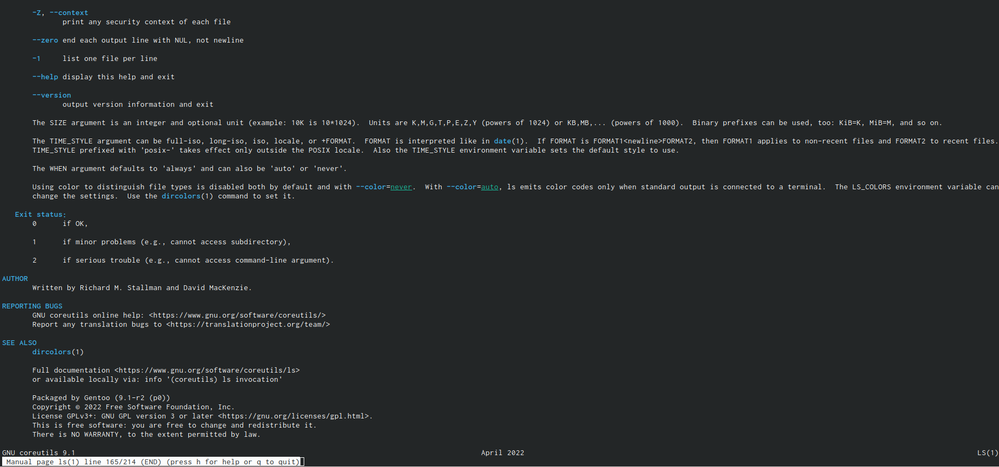 -Z, --context
print any security context of each file
--zero end each output line with NUL, not newline
-1 list one file per line
--help display this help and exit
--version
output version information and exit
The SIZE argument is an integer and optional unit (example: 10K is 10*1024). Units are K,M,G,T,P,E,Z,Y (powers of 1024) or KB,MB,... (powers of 1000). Binary prefixes can be used, too: KiB=K, MiB=M, and so on.
The TIME_STYLE argument can be full-iso, long-iso, iso, locale, or +FORMAT. FORMAT is interpreted like in date(1). If FORMAT is FORMAT1<newline>FORMAT2, then FORMAT1 applies to non-recent files and FORMAT2 to recent files.
TIME_STYLE prefixed with 'posix-' takes effect only outside the POSIX locale. Also the TIME_STYLE environment variable sets the default style to use.
The WHEN argument defaults to 'always' and can also be 'auto' or 'never'.
Using color to distinguish file types is disabled both by default and with --color=never. With --color=auto, ls emits color codes only when standard output is connected to a terminal. The LS_COLORS environment variable can
change the settings. Use the dircolors(1) command to set it.
Exit status:
0 if OK,
1 if minor problems (e.g., cannot access subdirectory),
2 if serious trouble (e.g., cannot access command-line argument).
AUTHOR
Written by Richard M. Stallman and David MacKenzie.
REPORTING BUGS
GNU coreutils online help: <https://www.gnu.org/software/coreutils/>
Report any translation bugs to <https://translationproject.org/team/>
SEE ALSO
dircolors(1)
Full documentation <https://www.gnu.org/software/coreutils/ls>
or available locally via: info '(coreutils) ls invocation'
Packaged by Gentoo (9.1-r2 (p0))
Copyright © 2022 Free Software Foundation, Inc.
License GPLv3+: GNU GPL version 3 or later <https://gnu.org/licenses/gpl.html>.
This is free software: you are free to change and redistribute it.
There is NO WARRANTY, to the extent permitted by law.
GNU coreutils 9.1 April 2022 LS(1)
Manual page ls(1) line 165/214 (END) (press h for help or q to quit)